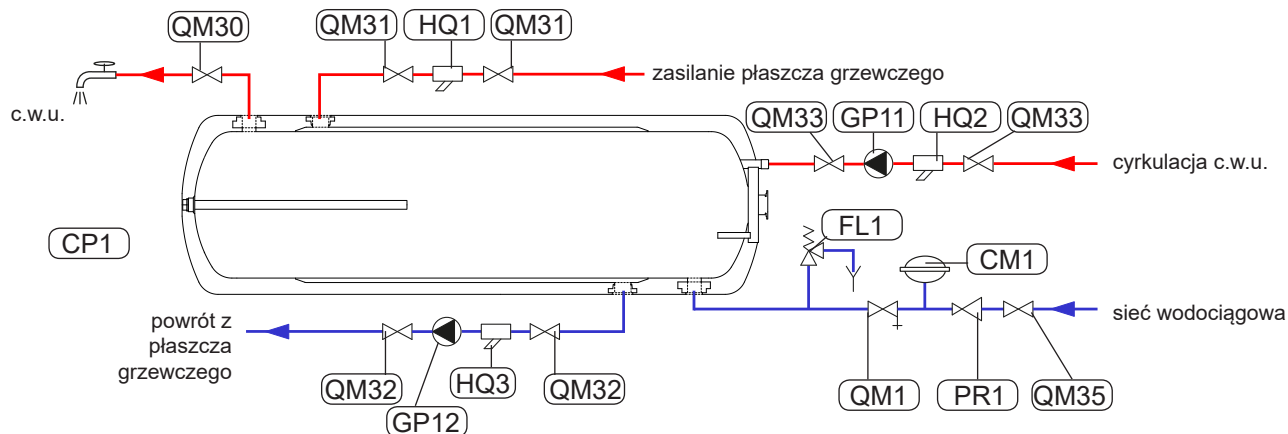 QM30
QM31
HQ1
QM31
zasilanie płaszcza grzewczego
c.w.u.
QM33
GP11
HQ2
QM33
cyrkulacja c.w.u.
CP1
FL1
CM1
powrót z
płaszcza
grzewczego
sieć wodociągowa
QM32
GP12
HQ3
QM32
QM1
PR1
QM35